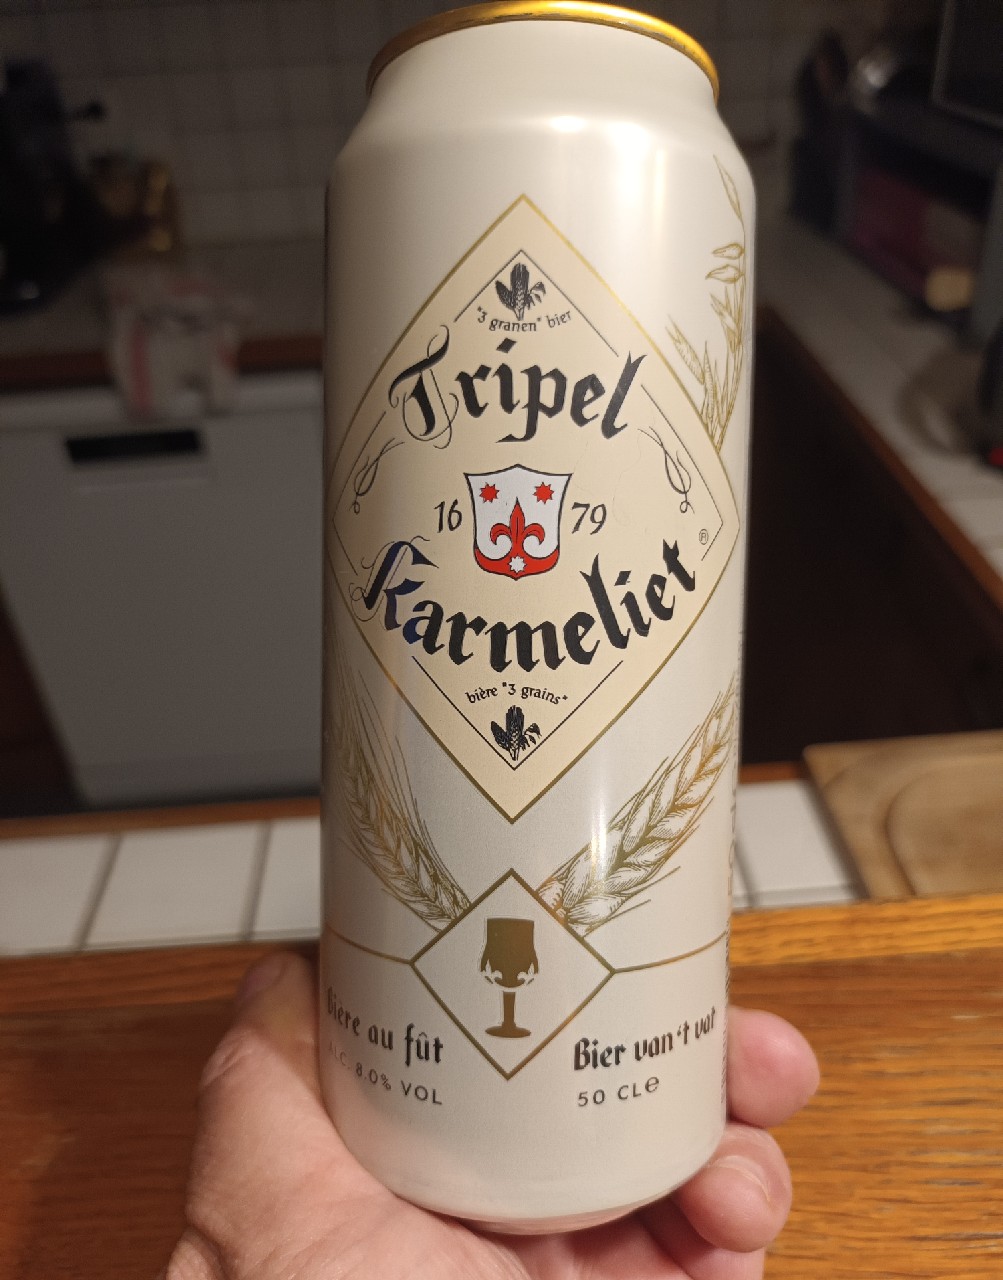 "3 granen" bier
Tripel
16 79
Karmeliet
®
bière "3 grains"
Bière au fût
ALC. 8.0% VOL
Bier van 't vat
50 CL e